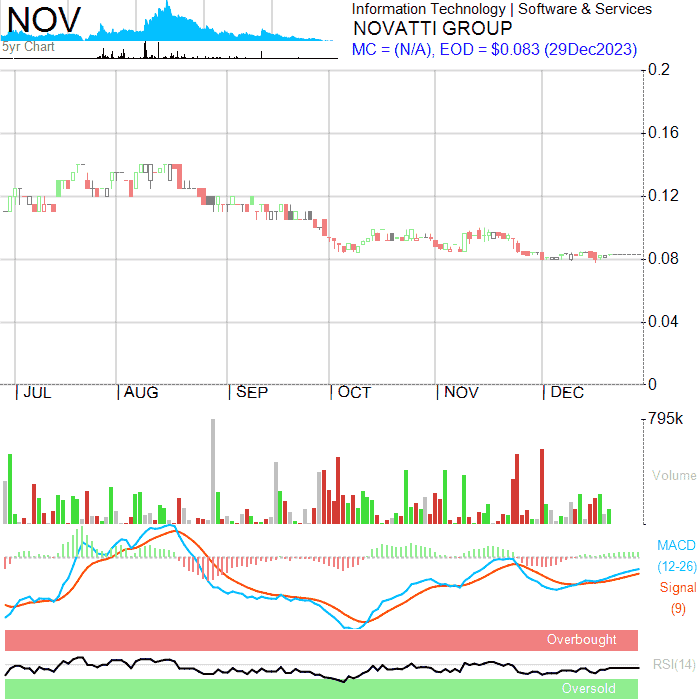 NOV
5yr Chart
Information Technology | Software & Services
NOVATTI GROUP
MC = (N/A), EOD = $0.083 (29Dec2023)
0.2
0.16
0.12
0.08
0.04
0
| JUL | AUG | SEP | OCT | NOV | DEC
795k
Volume
MACD
(12-26)
Signal
(9)
Overbought
RSI(14)
Oversold